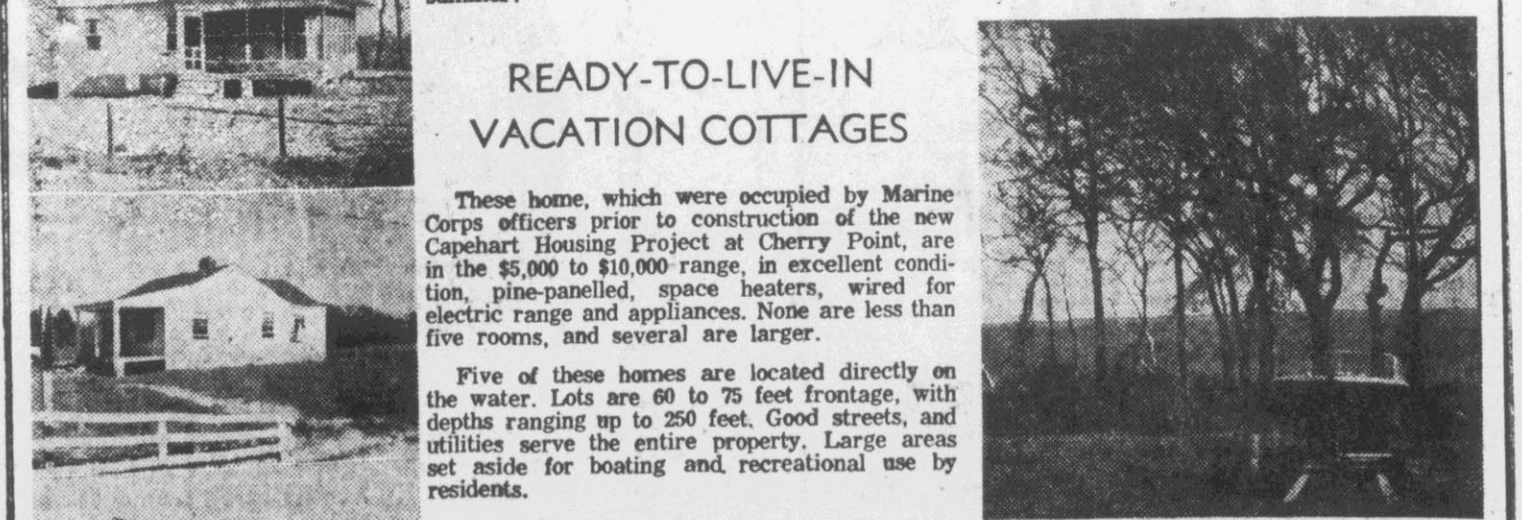 READY-TO-LIVE-IN
VACATION COTTAGES
These home, which were occupied by Marine
Corps officers prior to construction of the new
Capehart Housing Project at Cherry Point, are
in the $5,000 to $10,000 range, in excellent condi-
tion, pine-panelled, space heaters, wired for
electric range and appliances. None are less than
five rooms, and several are larger.
Five of these homes are located directly on
the water. Lots are 60 to 75 feet frontage, with
depths ranging up to 250 feet. Good streets, and
utilities serve the entire property. Large areas
set aside for boating and recreational use by
residents.